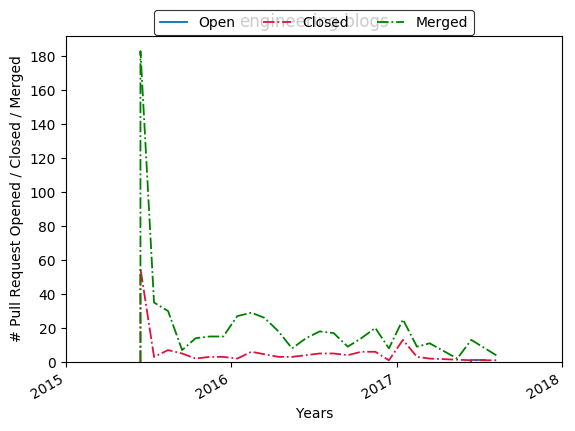 engineering-blogs
Open Closed Merged
# Pull Request Opened / Closed / Merged
180
160
140
120
100
80
60
40
20
0
2015 2016 2017 2018
Years